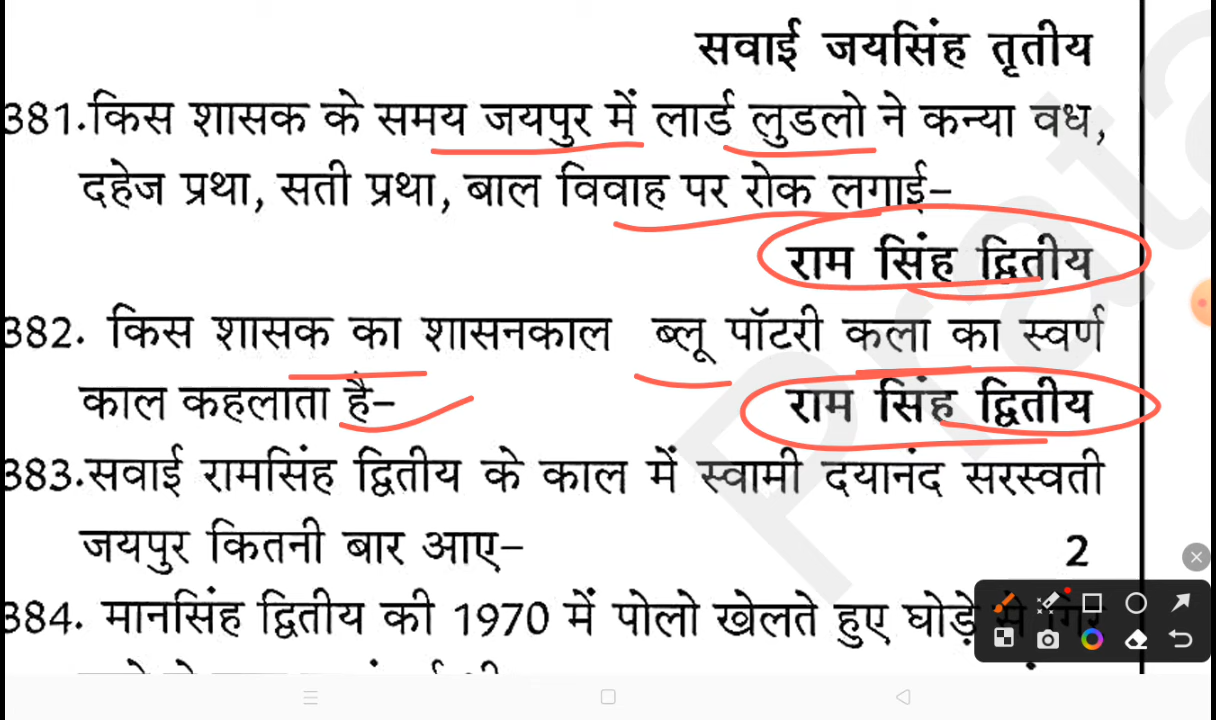 सवाई जयसिंह तृतीय
381.किस शासक के समय जयपुर में लार्ड लुडलो ने कन्या वध,
दहेज प्रथा, सती प्रथा, बाल विवाह पर रोक लगाई–
राम सिंह द्वितीय
382. किस शासक का शासनकाल ब्लू पॉटरी कला का स्वर्ण
काल कहलाता है–
राम सिंह द्वितीय
383.सवाई रामसिंह द्वितीय के काल में स्वामी दयानंद सरस्वती
जयपुर कितनी बार आए–
2
384. मानसिंह द्वितीय की 1970 में पोलो खेलते हुए घोड़े से गिर